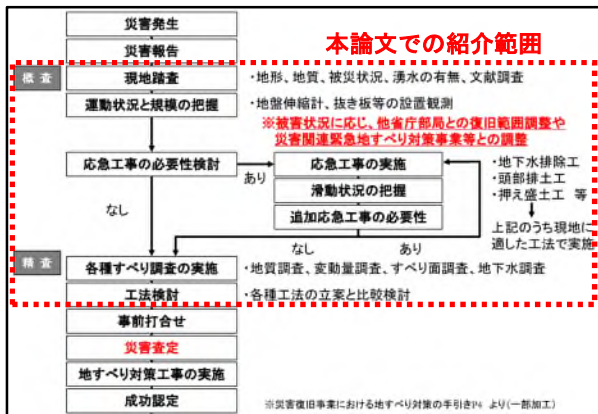 災害発生
災害報告
本論文での紹介範囲
概 査
現地踏査
・地形、地質、被災状況、湧水の有無、文献調査
運動状況と規模の把握
・地盤伸縮計、抜き板等の設置観測
※被害状況に応じ、他省庁部局との復旧範囲調整や
災害関連緊急地すべり対策事業等との調整
応急工事の必要性検討
あり
なし
応急工事の実施
滑動状況の把握
追加応急工事の必要性
なし
あり
・地下水排除工
・頭部排土工
・押え盛土工 等
上記のうち現地に
適した工法で実施
精 査
各種すべり調査の実施
・地質調査、変動量調査、すべり面調査、地下水調査
工法検討
・各種工法の立案と比較検討
事前打合せ
災害査定
地すべり対策工事の実施
成功認定
※災害復旧事業における地すべり対策の手引きP4 より(一部加工)